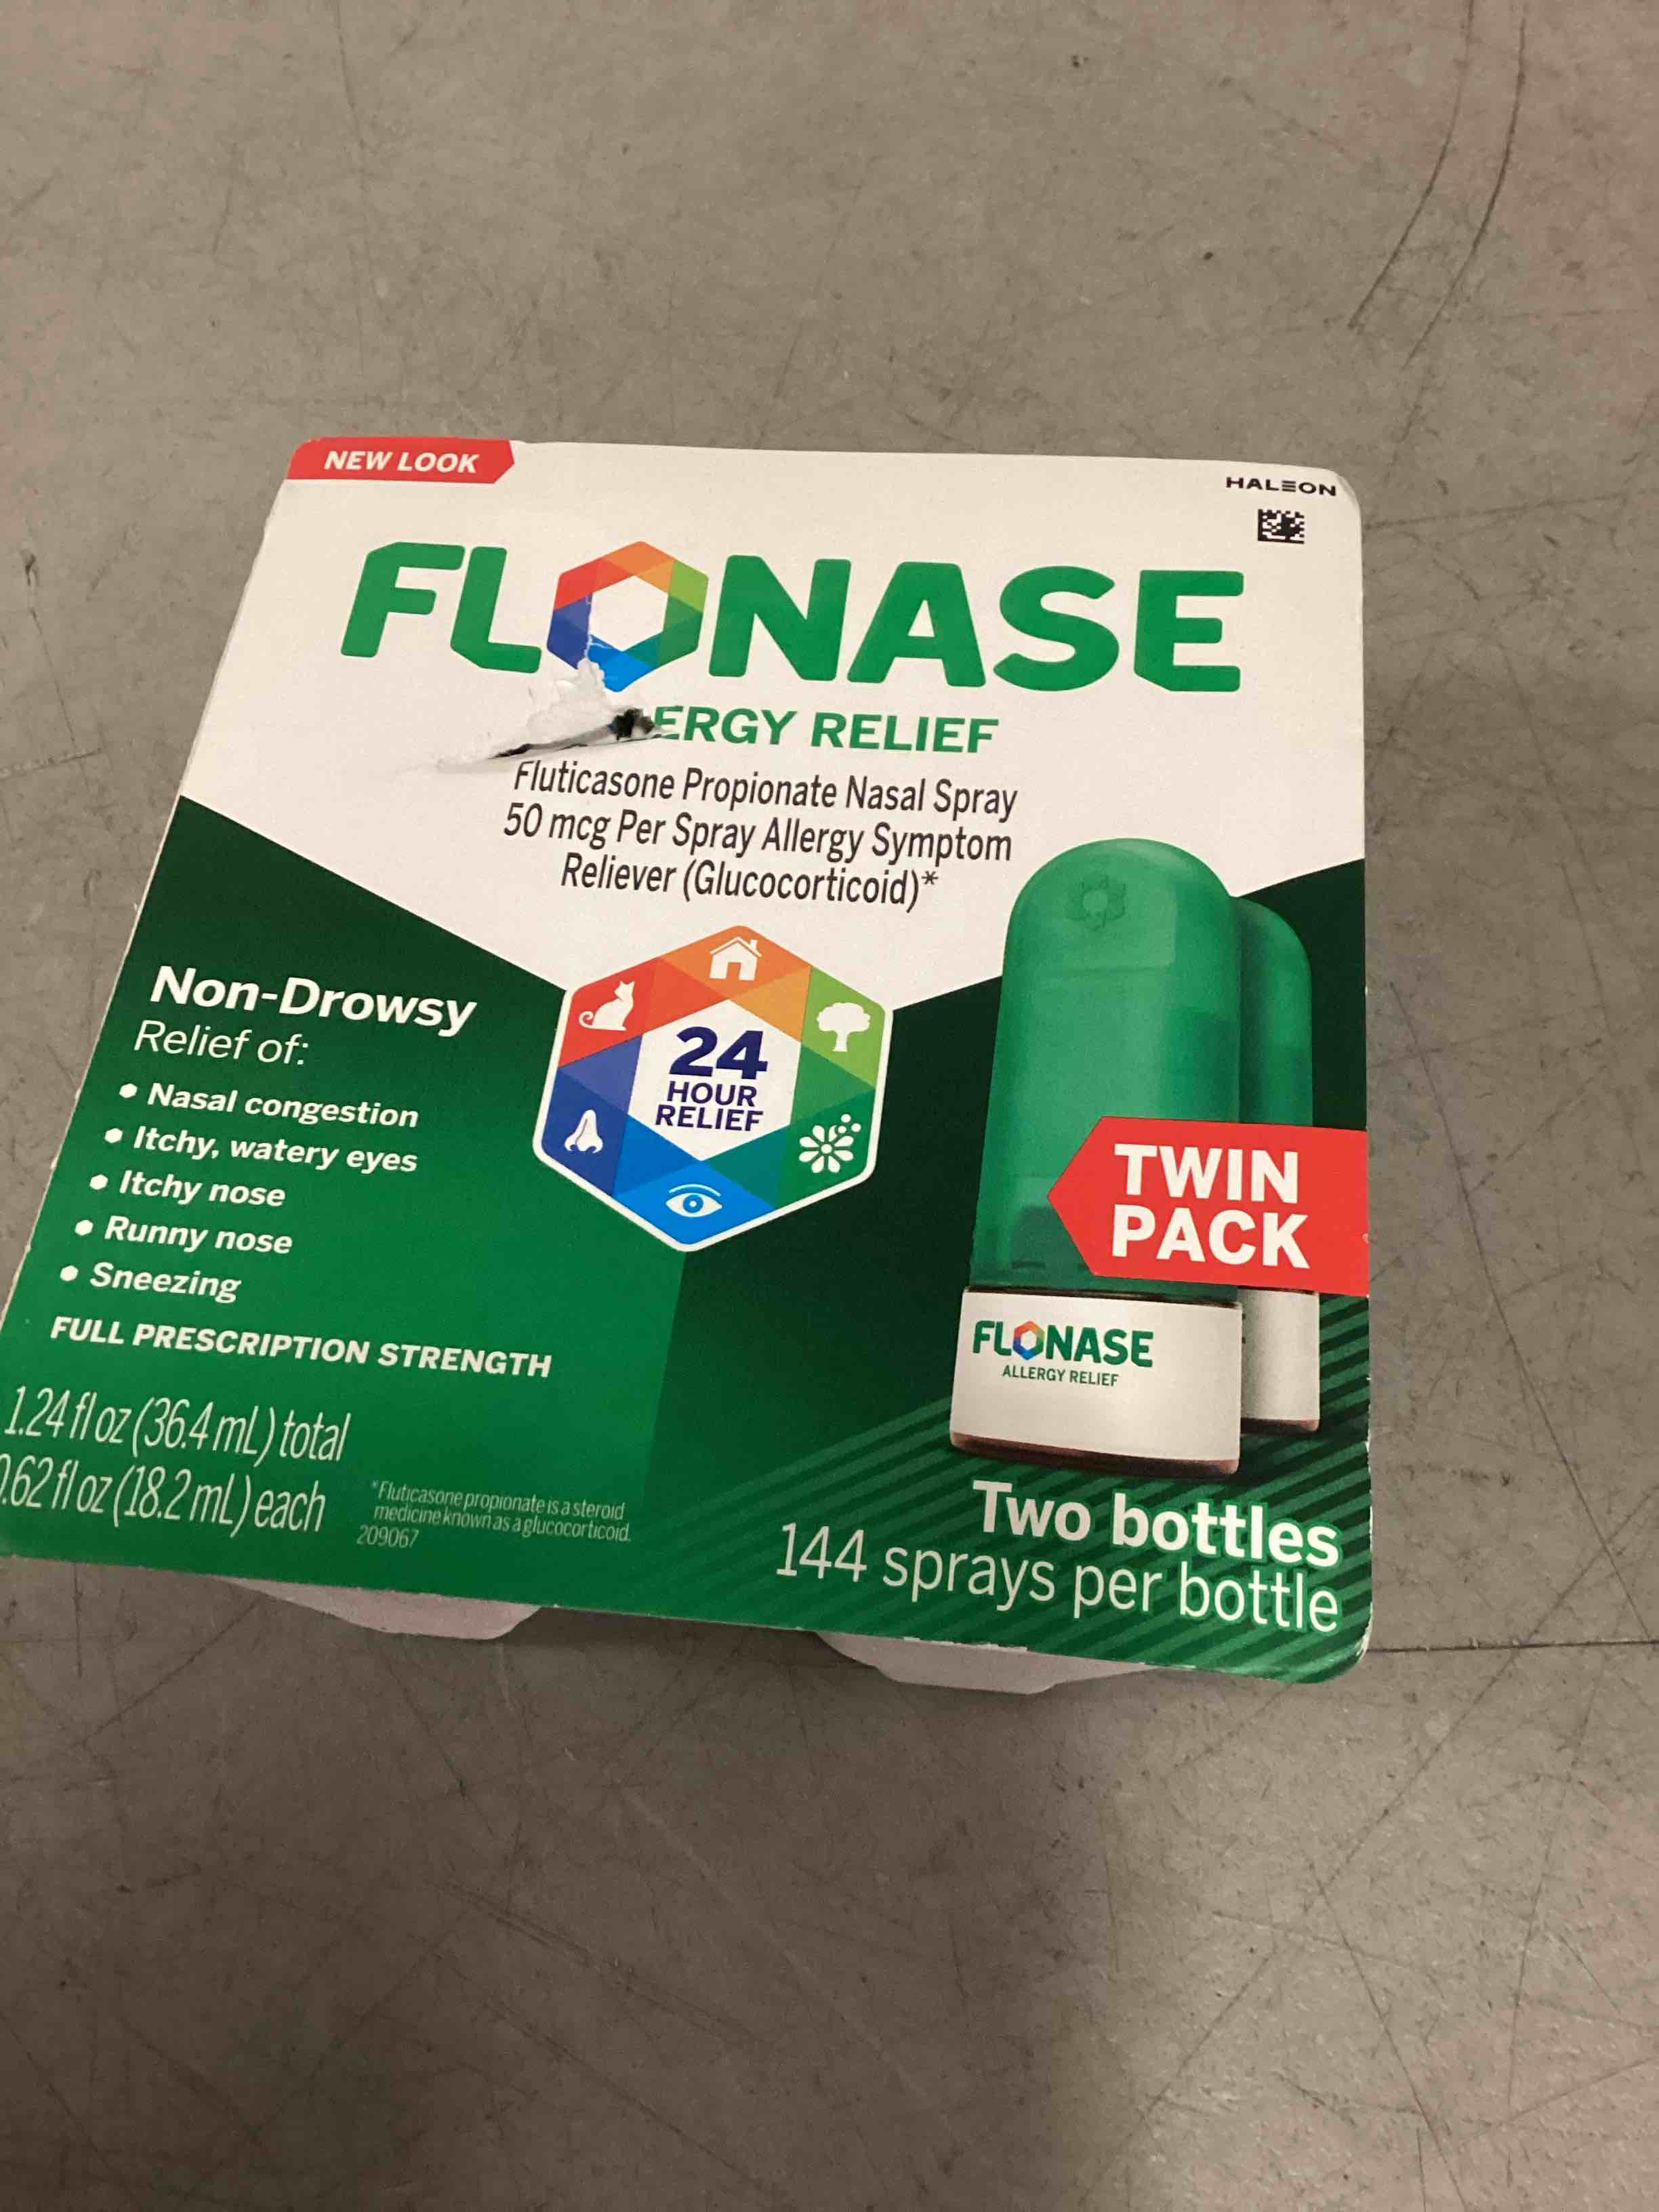 NEW LOOK
HALEON
FLONASE
ERGY RELIEF
Fluticasone Propionate Nasal Spray
50 mcg Per Spray Allergy Symptom
Reliever (Glucocorticoid)*
Non-Drowsy
Relief of:
• Nasal congestion
• Itchy, watery eyes
• Itchy nose
• Runny nose
• Sneezing
24
HOUR
RELIEF
TWIN
PACK
FLONASE
ALLERGY RELIEF
FULL PRESCRIPTION STRENGTH
1.24 fl oz (36.4 mL) total
0.62 fl oz (18.2 mL) each
*Fluticasone propionate is a steroid
medicine known as a glucocorticoid.
209067
Two bottles
144 sprays per bottle